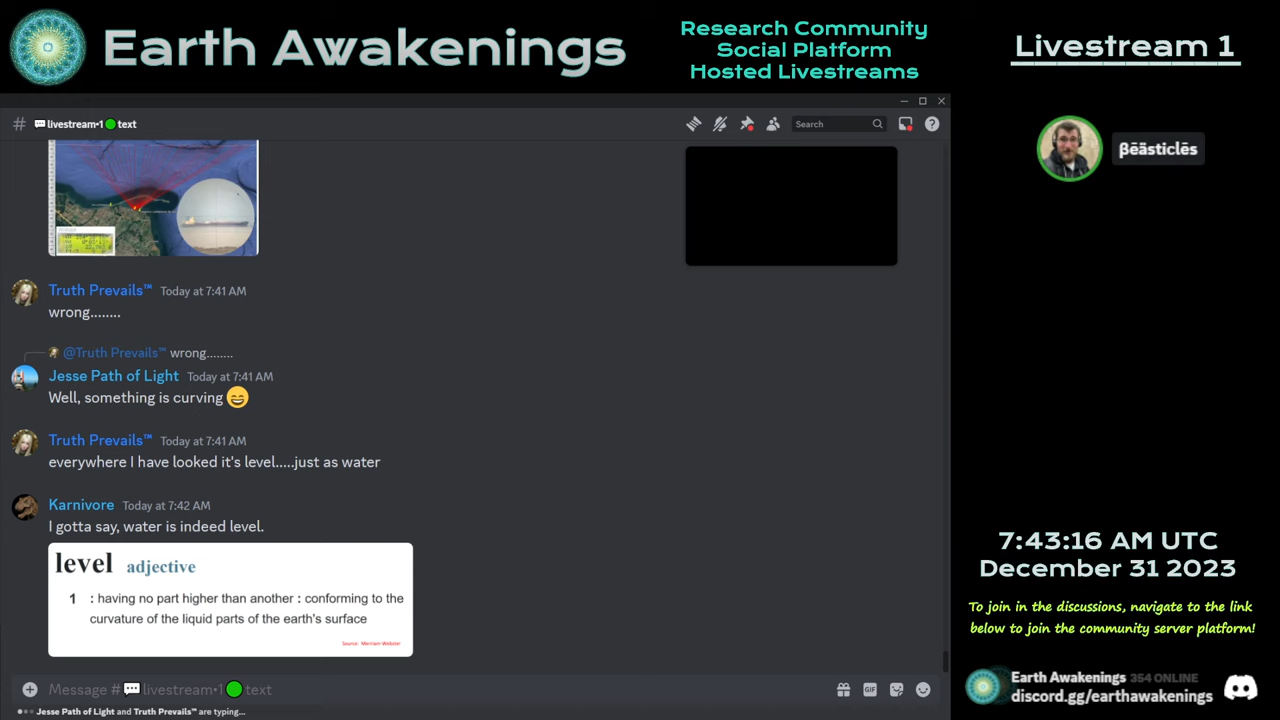 Earth Awakenings
Research Community
Social Platform
Hosted Livestreams
Livestream 1
# 💬livestream•1🟢text
Search
βëästiclēs
Truth Prevails™ Today at 7:41 AM
wrong........
@Truth Prevails™ wrong........
Jesse Path of Light Today at 7:41 AM
Well, something is curving 😄
Truth Prevails™ Today at 7:41 AM
everywhere I have looked it's level.....just as water
Karnivore Today at 7:42 AM
I gotta say, water is indeed level.
level adjective
1 : having no part higher than another : conforming to the
curvature of the liquid parts of the earth's surface
Source: Merriam-Webster
Message #💬livestream•1🟢text
GIF
Jesse Path of Light and Truth Prevails™ are typing...
7:43:16 AM UTC
December 31 2023
To join in the discussions, navigate to the link
below to join the community server platform!
Earth Awakenings 354 ONLINE
discord.gg/earthawakenings